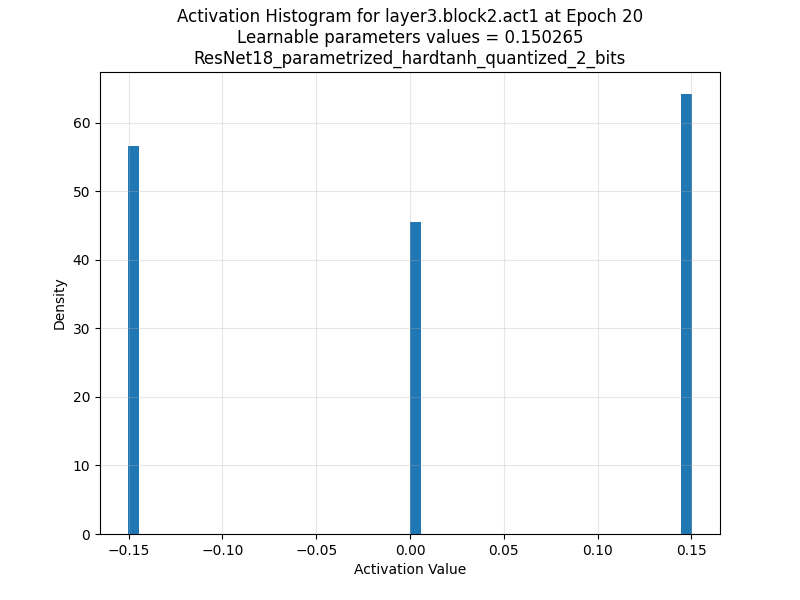 Activation Histogram for layer3.block2.act1 at Epoch 20
Learnable parameters values = 0.150265
ResNet18_parametrized_hardtanh_quantized_2_bits
60
50
40
30
20
10
0
Density
−0.15 −0.10 −0.05 0.00 0.05 0.10 0.15
Activation Value